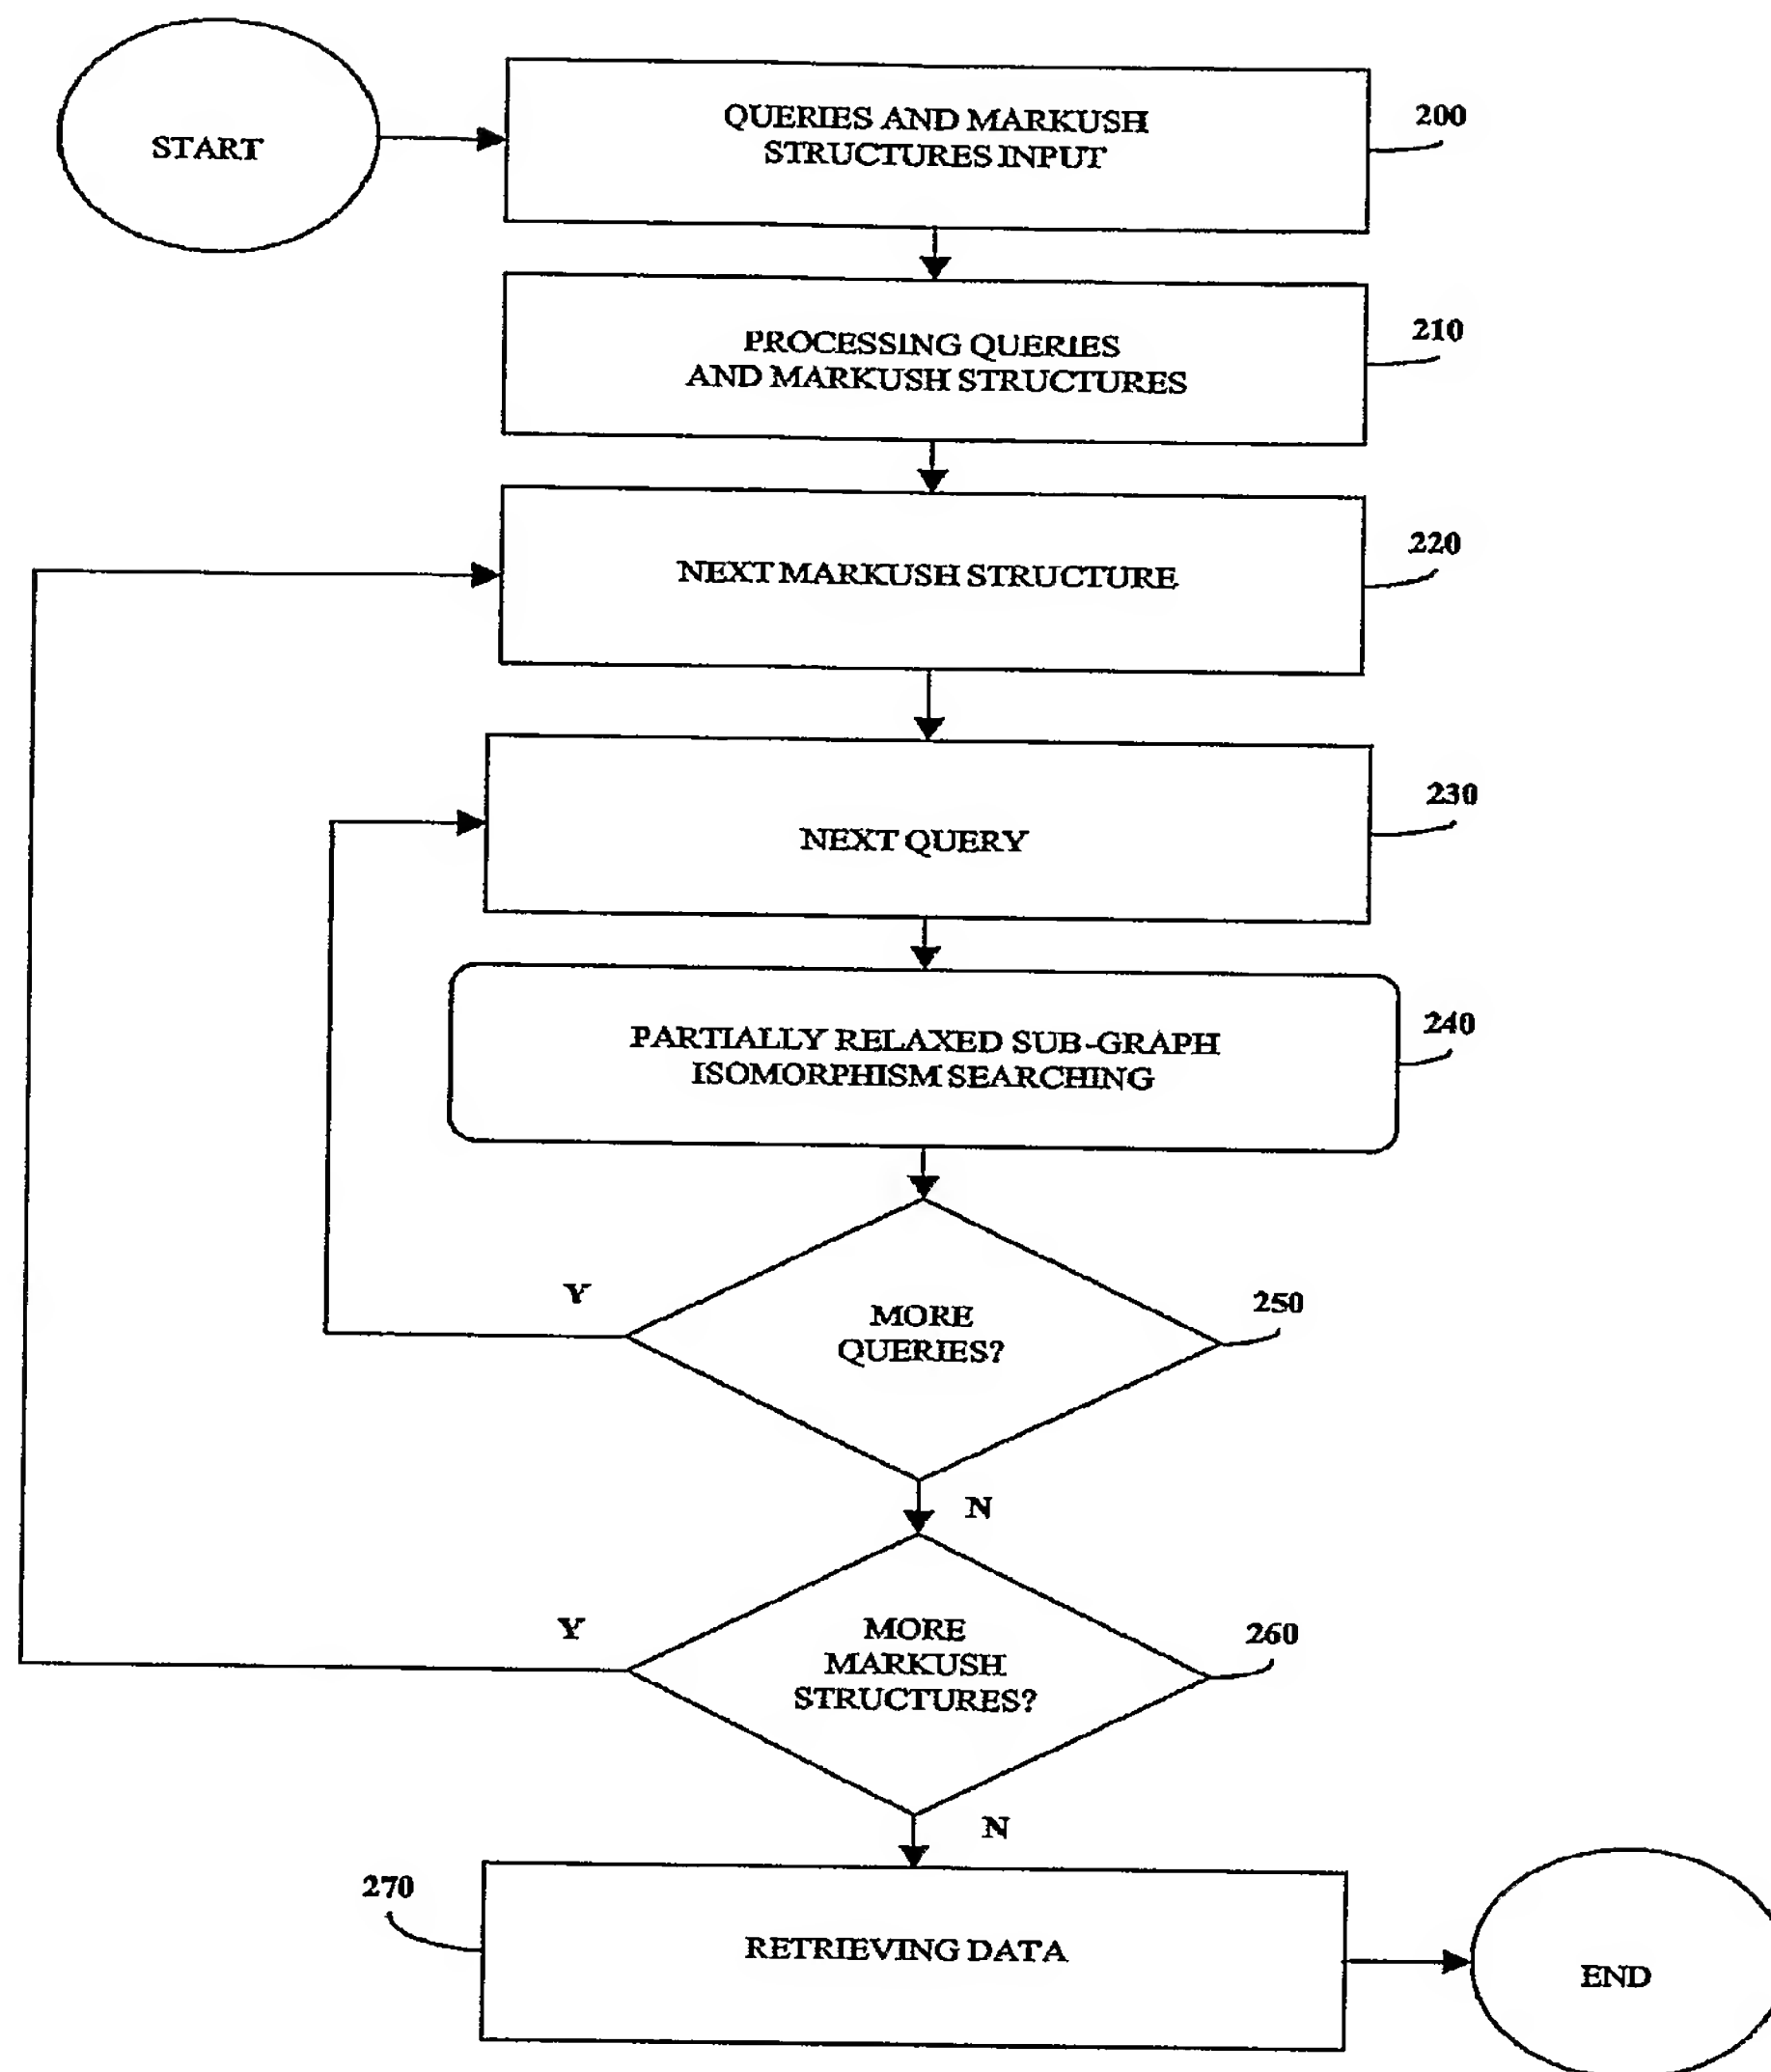 START
QUERIES AND MARKUSH
STRUCTURES INPUT
200
PROCESSING QUERIES
AND MARKUSH STRUCTURES
210
NEXT MARKUSH STRUCTURE
220
NEXT QUERY
230
PARTIALLY RELAXED SUB-GRAPH
ISOMORPHISM SEARCHING
240
Y
MORE
QUERIES?
250
N
Y
MORE
MARKUSH
STRUCTURES?
260
N
270
RETRIEVING DATA
END